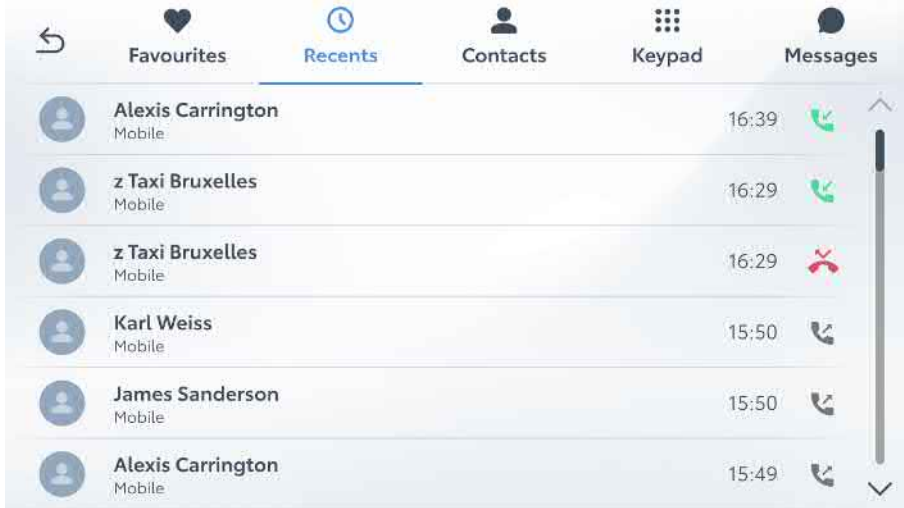 Favourites
Recents
Contacts
Keypad
Messages
Alexis Carrington
Mobile
16:39
z Taxi Bruxelles
Mobile
16:29
z Taxi Bruxelles
Mobile
16:29
Karl Weiss
Mobile
15:50
James Sanderson
Mobile
15:50
Alexis Carrington
Mobile
15:49